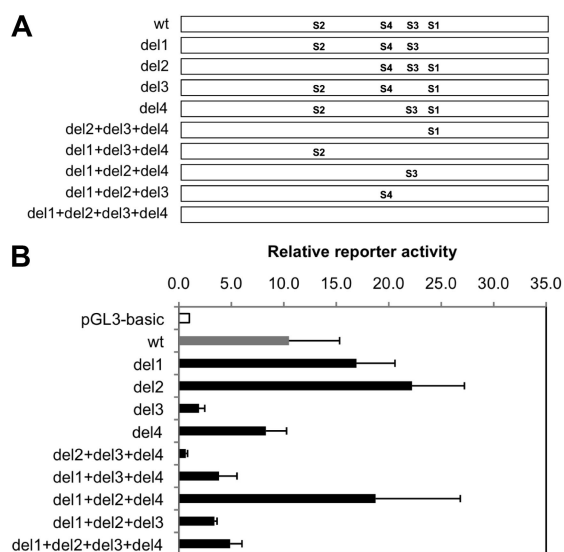 A
wt S2 S4 S3 S1
del1 S2 S4 S3
del2 S4 S3 S1
del3 S2 S4 S1
del4 S2 S3 S1
del2+del3+del4 S1
del1+del3+del4 S2
del1+del2+del4 S3
del1+del2+del3 S4
del1+del2+del3+del4
B
Relative reporter activity
0.0 5.0 10.0 15.0 20.0 25.0 30.0 35.0
pGL3-basic
wt
del1
del2
del3
del4
del2+del3+del4
del1+del3+del4
del1+del2+del4
del1+del2+del3
del1+del2+del3+del4